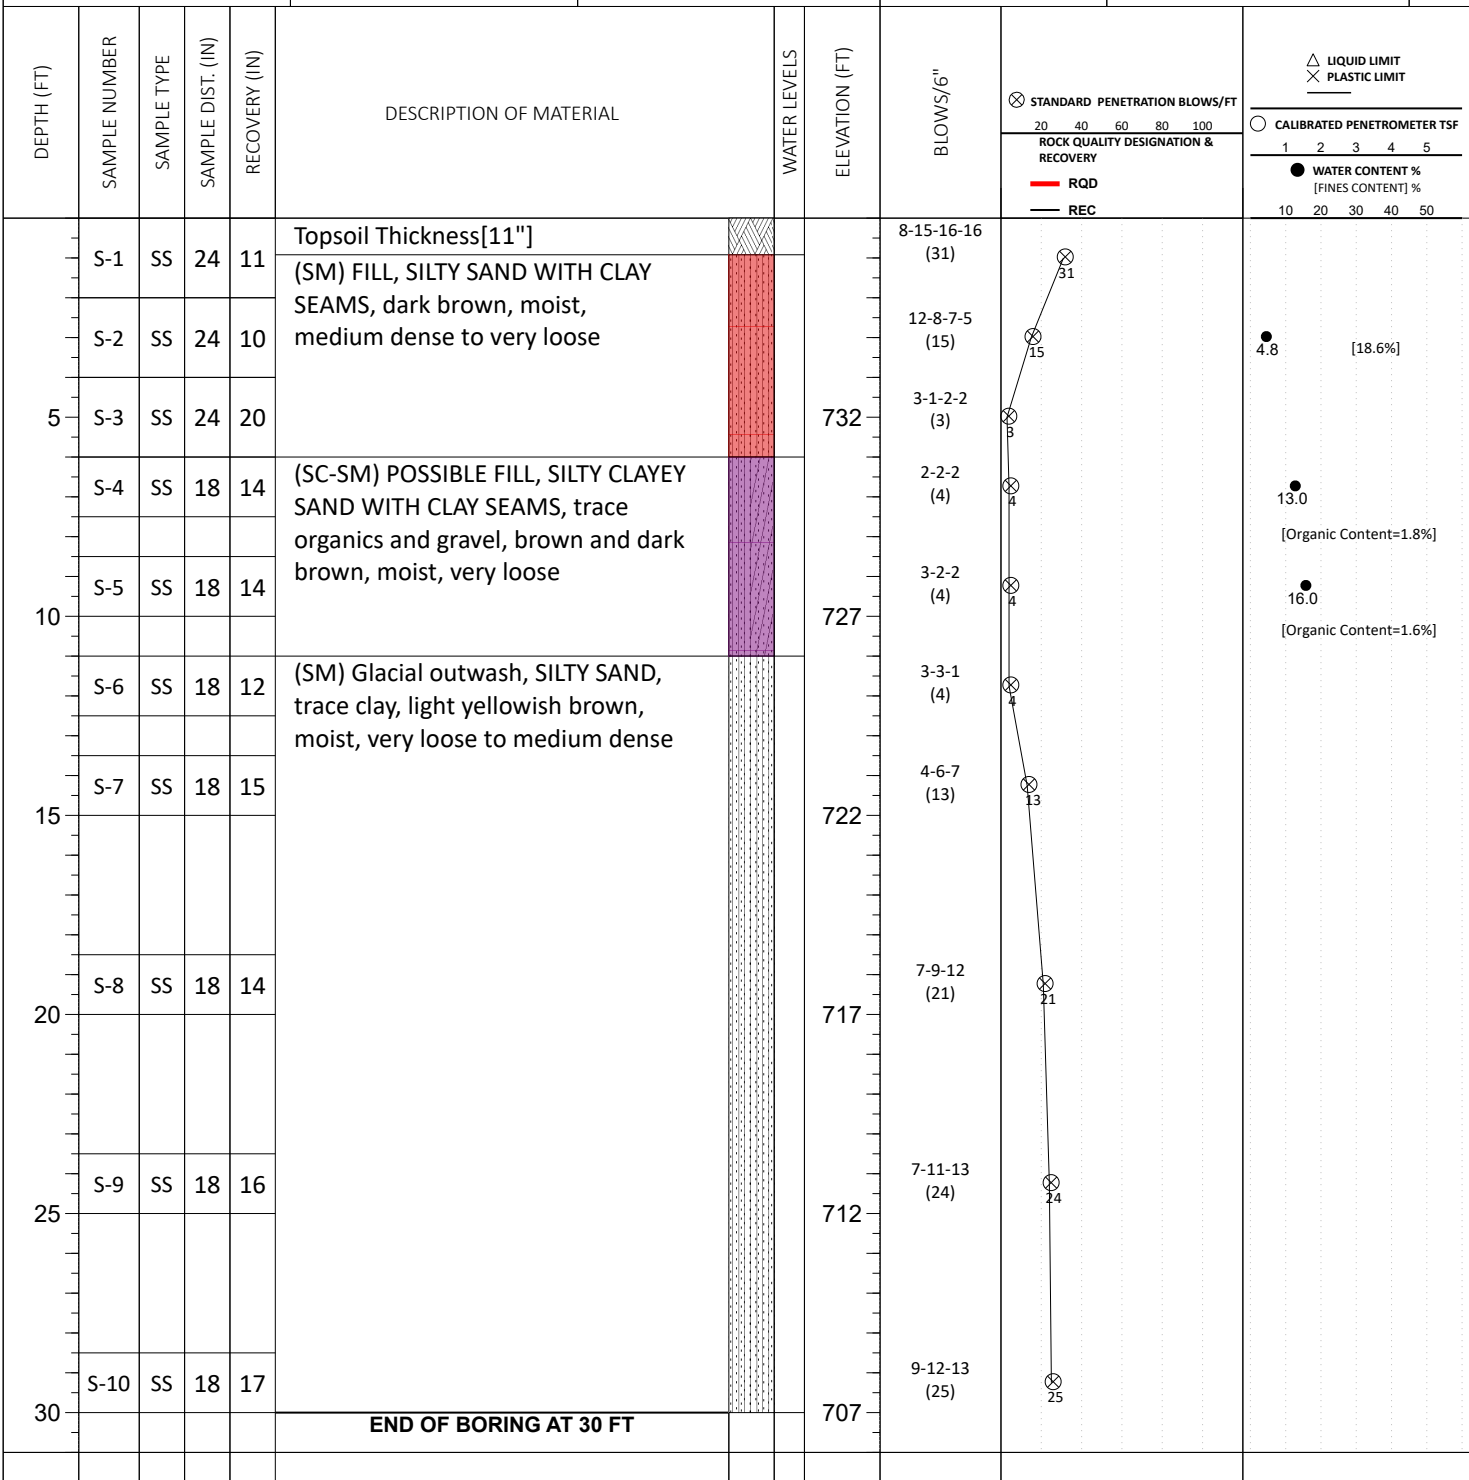 DEPTH (FT)
SAMPLE NUMBER
SAMPLE TYPE
SAMPLE DIST. (IN)
RECOVERY (IN)
DESCRIPTION OF MATERIAL
WATER LEVELS
ELEVATION (FT)
BLOWS/6"
STANDARD PENETRATION BLOWS/FT
20 40 60 80 100
ROCK QUALITY DESIGNATION &
RECOVERY
RQD
REC
LIQUID LIMIT
PLASTIC LIMIT
CALIBRATED PENETROMETER TSF
1 2 3 4 5
WATER CONTENT %
[FINES CONTENT] %
10 20 30 40 50
S-1 SS 24 11
Topsoil Thickness[11"]
(SM) FILL, SILTY SAND WITH CLAY
SEAMS, dark brown, moist,
medium dense to very loose
8-15-16-16
(31)
31
S-2 SS 24 10
12-8-7-5
(15)
15
4.8 [18.6%]
5
S-3 SS 24 20
732
3-1-2-2
(3)
3
S-4 SS 18 14
(SC-SM) POSSIBLE FILL, SILTY CLAYEY
SAND WITH CLAY SEAMS, trace
organics and gravel, brown and dark
brown, moist, very loose
2-2-2
(4)
4
13.0
[Organic Content=1.8%]
S-5 SS 18 14
3-2-2
(4)
4
16.0
10
727
[Organic Content=1.6%]
S-6 SS 18 12
(SM) Glacial outwash, SILTY SAND,
trace clay, light yellowish brown,
moist, very loose to medium dense
3-3-1
(4)
4
S-7 SS 18 15
4-6-7
(13)
13
15
722
S-8 SS 18 14
7-9-12
(21)
21
20
717
S-9 SS 18 16
7-11-13
(24)
24
25
712
S-10 SS 18 17
9-12-13
(25)
25
30
707
END OF BORING AT 30 FT